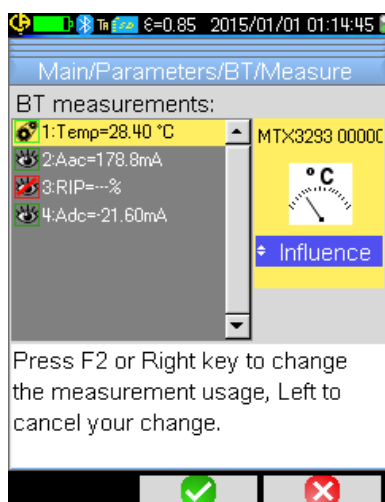 ε=0.85 2015/01/01 01:14:45
Main/Parameters/BT/Measure
BT measurements:
1:Temp=28.40 °C
2:Aac=178.8mA
3:RIP=---%
4:Adc=-21.60mA
MTX3293 0000
°C
Influence
Press F2 or Right key to change
the measurement usage, Left to
cancel your change.